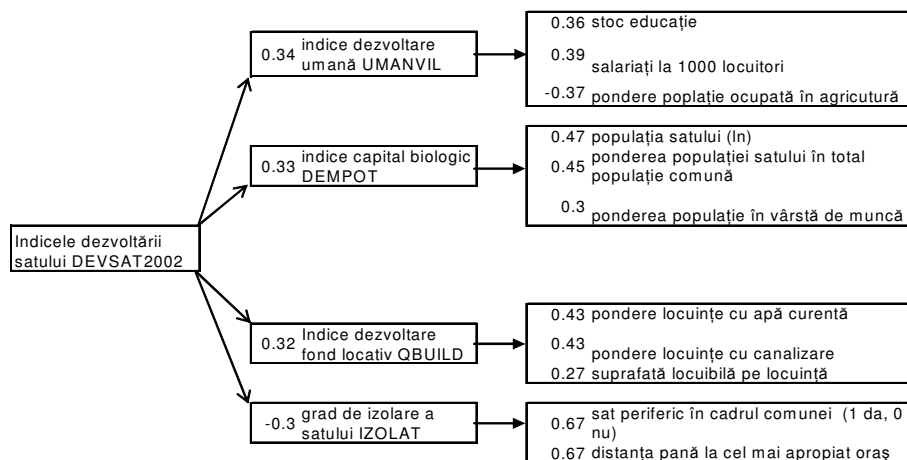 Indicele dezvoltării
satului DEVSAT2002
0.34 indice dezvoltare
umană UMANVIL
0.36 stoc educație
0.39
salariați la 1000 locuitori
-0.37 pondere poplație ocupată în agricutură
0.33 indice capital biologic
DEMPOT
0.47 populația satului (ln)
0.45 ponderea populației satului în total
populație comună
0.3
ponderea populație în vârstă de muncă
0.32 Indice dezvoltare
fond locativ QBUILD
0.43 pondere locuințe cu apă curentă
0.43
pondere locuințe cu canalizare
0.27 suprafată locuibilă pe locuință
-0.3 grad de izolare a
satului IZOLAT
0.67 sat periferic în cadrul comunei (1 da, 0
nu)
0.67 distanța pană la cel mai apropiat oraș